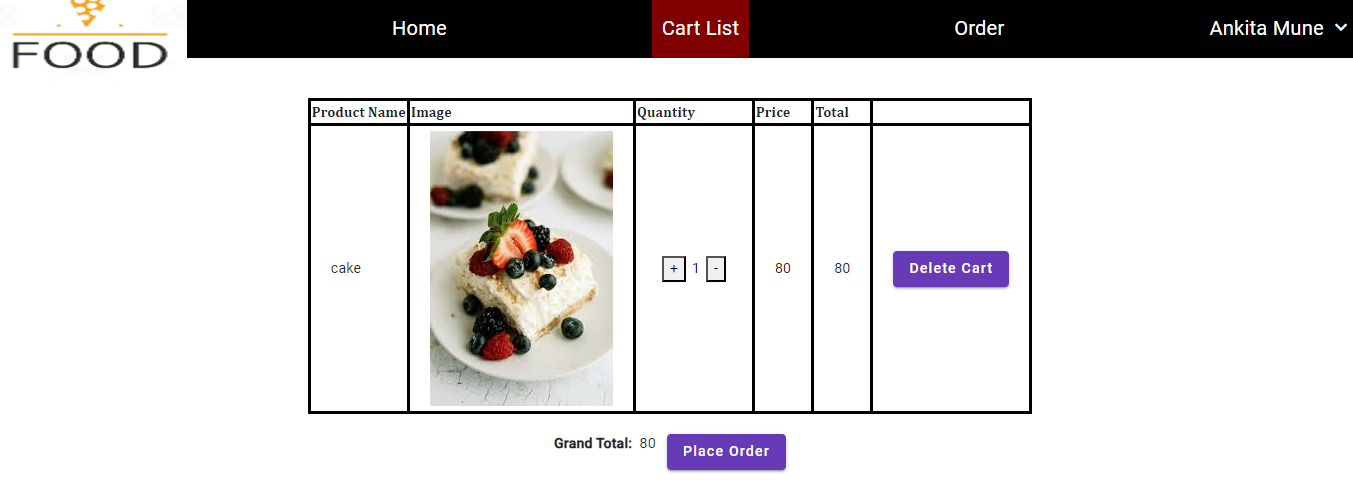 FOOD
Home Cart List Order Ankita Mune
Product Name Image Quantity Price Total
cake + 1 - 80 80 Delete Cart
Grand Total: 80 Place Order